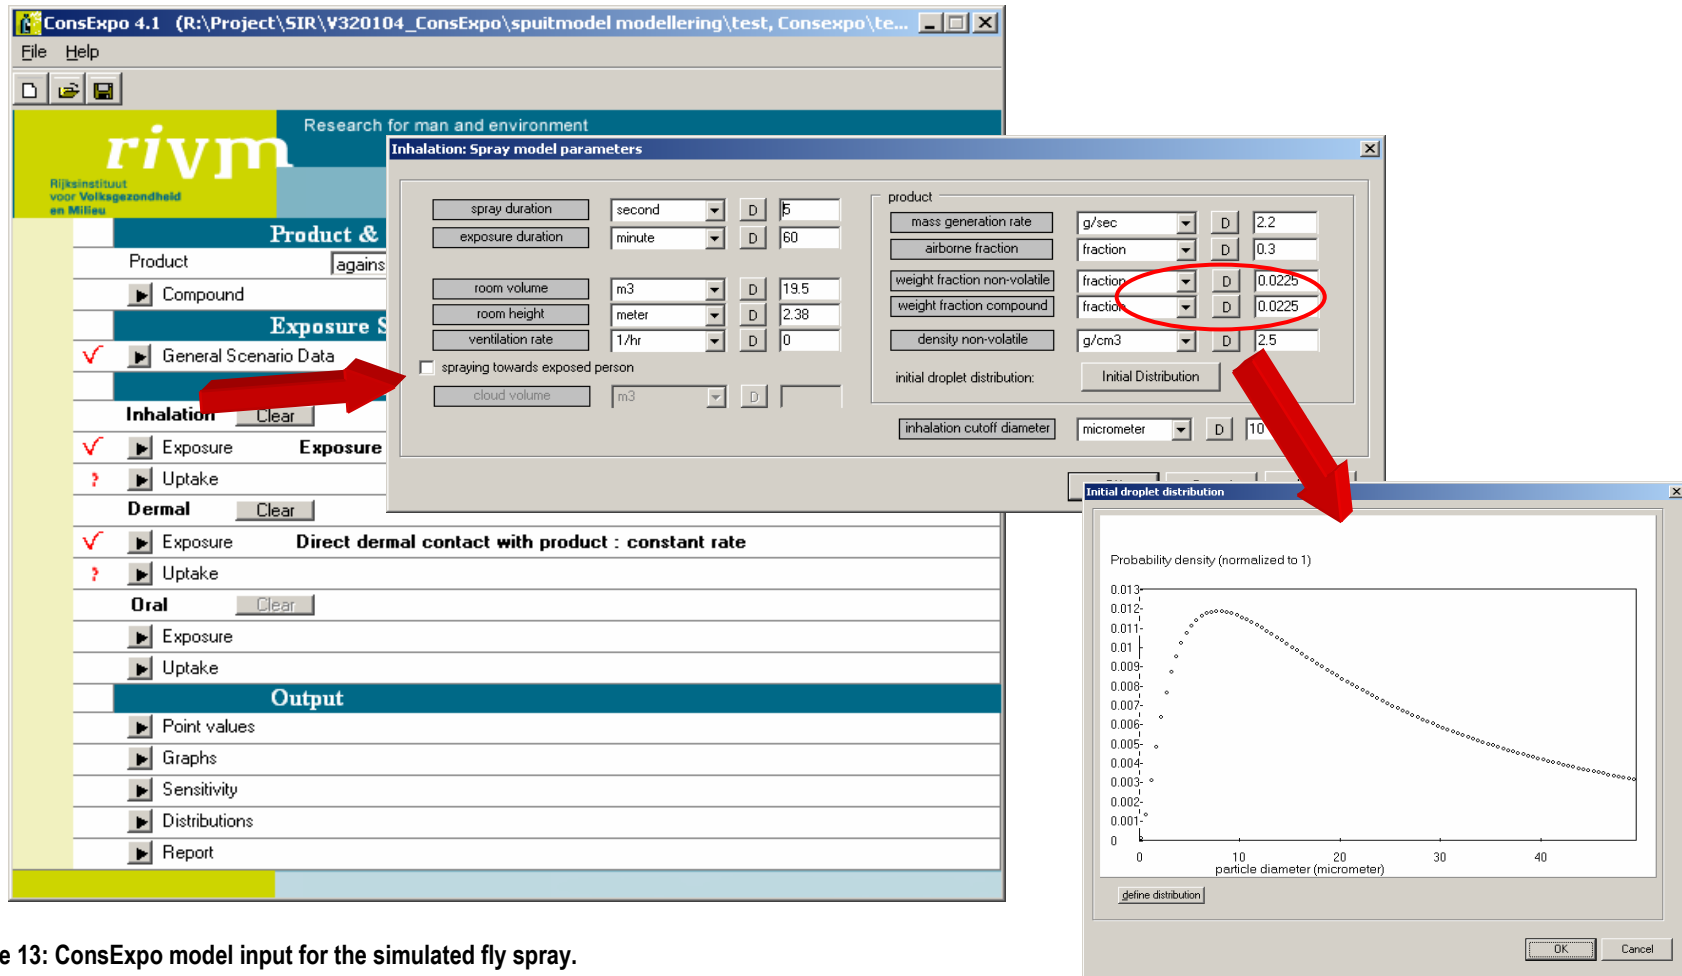 ConsExpo 4.1 (R:\Project\SIR\V320104_ConsExpo\spuitmodel modellering\test, Consexpo\te...
File Help
Research for man and environment
rivm
Rijksinstituut
voor Volksgezondheid
en Milieu
Product &
Product agains
Compound
Exposure S
General Scenario Data
Inhalation Clear
Exposure Exposure
Uptake
Dermal Clear
Exposure Direct dermal contact with product : constant rate
Uptake
Oral Clear
Exposure
Uptake
Output
Point values
Graphs
Sensitivity
Distributions
Report
Inhalation: Spray model parameters
spray duration second D 5
exposure duration minute D 60
room volume m3 D 19.5
room height meter D 2.38
ventilation rate 1/hr D 0
spraying towards exposed person
cloud volume m3 D
product
mass generation rate g/sec D 2.2
airborne fraction fraction D 0.3
weight fraction non-volatile fraction D 0.0225
weight fraction compound fraction D 0.0225
density non-volatile g/cm3 D 2.5
initial droplet distribution: Initial Distribution
inhalation cutoff diameter micrometer D 10
Initial droplet distribution
Probability density (normalized to 1)
0.013
0.012
0.011
0.01
0.009
0.008
0.007
0.006
0.005
0.004
0.003
0.002
0.001
0
0 10 20 30 40
particle diameter (micrometer)
define distribution
OK Cancel
e 13: ConsExpo model input for the simulated fly spray.